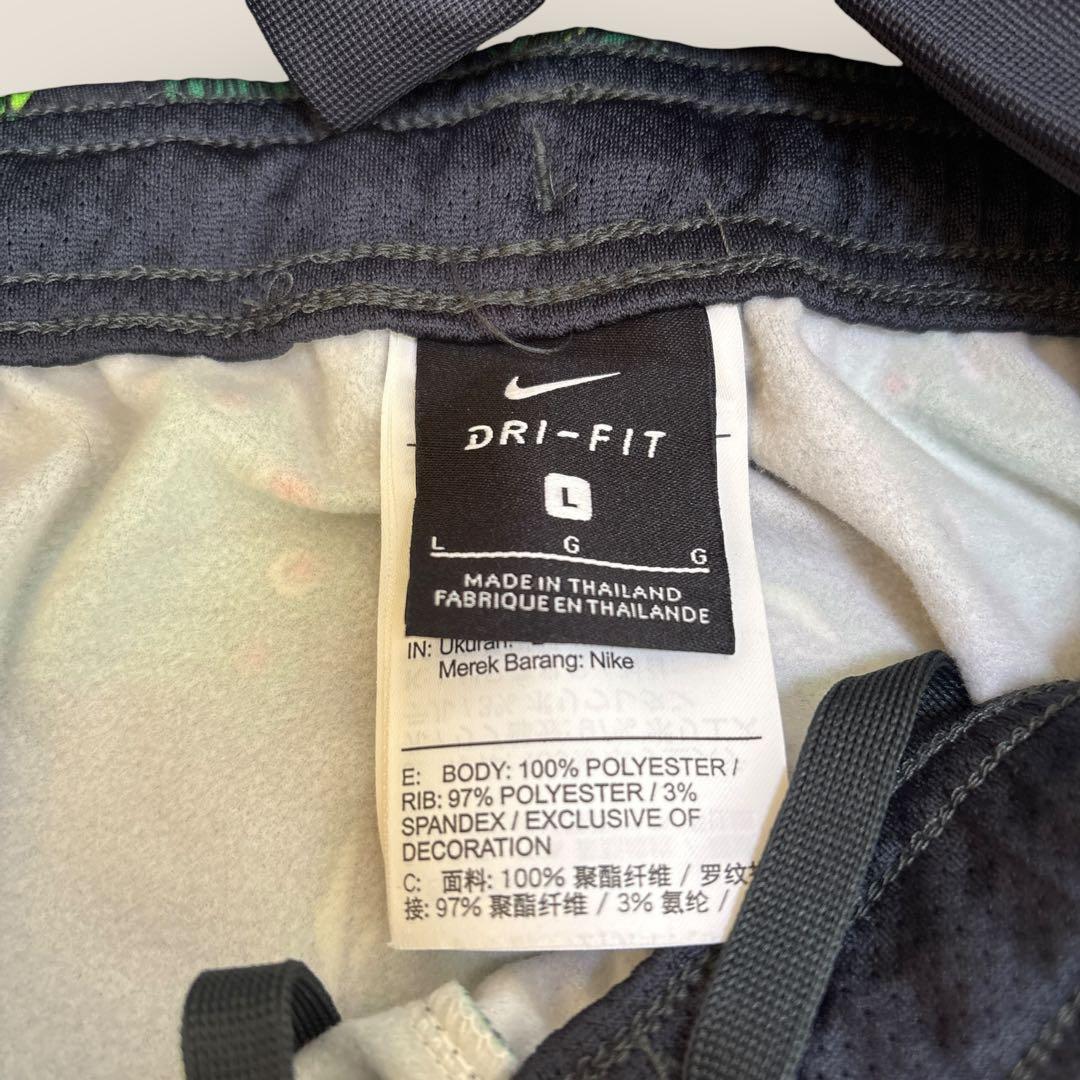 DRI-FIT
L
L G G
MADE IN THAILAND
FABRIQUE EN THAILANDE
IN: Ukuran:
Merek Barang: Nike
E: BODY: 100% POLYESTER /
RIB: 97% POLYESTER / 3%
SPANDEX / EXCLUSIVE OF
DECORATION
C: 面料: 100% 聚酯纤维 / 罗纹
接: 97% 聚酯纤维 / 3% 氨纶 /